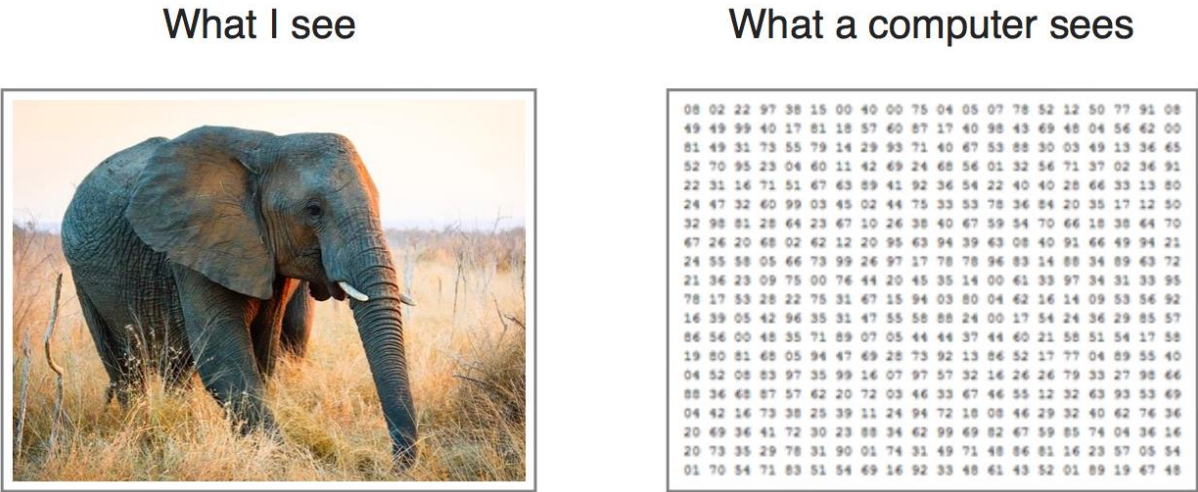 What I see
What a computer sees
08 02 22 97 38 15 00 40 00 75 04 05 07 78 52 12 50 77 91 08
49 49 99 40 17 81 18 57 60 87 17 40 98 43 69 48 04 56 62 00
81 49 31 73 55 79 14 29 93 71 40 67 53 88 30 03 49 13 36 65
52 70 95 23 04 60 11 42 69 24 68 56 01 32 56 71 37 02 36 91
22 31 16 71 51 67 63 89 41 92 36 54 22 40 40 28 66 33 13 80
24 47 32 60 99 03 45 02 44 75 33 53 78 36 84 20 35 17 12 50
32 98 81 28 64 23 67 10 26 38 40 67 59 54 70 66 18 38 64 70
67 26 20 68 02 62 12 20 95 63 94 39 63 08 40 91 66 49 94 21
24 55 58 05 66 73 99 26 97 17 78 78 96 83 14 88 34 89 63 72
21 36 23 09 75 00 76 44 20 45 35 14 00 61 33 97 34 31 33 95
78 17 53 28 22 75 31 67 15 94 03 80 04 62 16 14 09 53 56 92
16 39 05 42 96 35 31 47 55 58 88 24 00 17 54 24 36 29 85 57
86 56 00 48 35 71 89 07 05 44 44 37 44 60 21 58 51 54 17 58
19 80 81 68 05 94 47 69 28 73 92 13 86 52 17 77 04 89 55 40
04 52 08 83 97 35 99 16 07 97 57 32 16 26 26 79 33 27 98 66
88 36 68 87 57 62 20 72 03 46 33 67 46 55 12 32 63 93 53 69
04 42 16 73 38 25 39 11 24 94 72 18 08 46 29 32 40 62 76 36
20 69 36 41 72 30 23 88 34 62 99 69 82 67 59 85 74 04 36 16
20 73 35 29 78 31 90 01 74 31 49 71 48 86 81 16 23 57 05 54
01 70 54 71 83 51 54 69 16 92 33 48 61 43 52 01 89 19 67 48